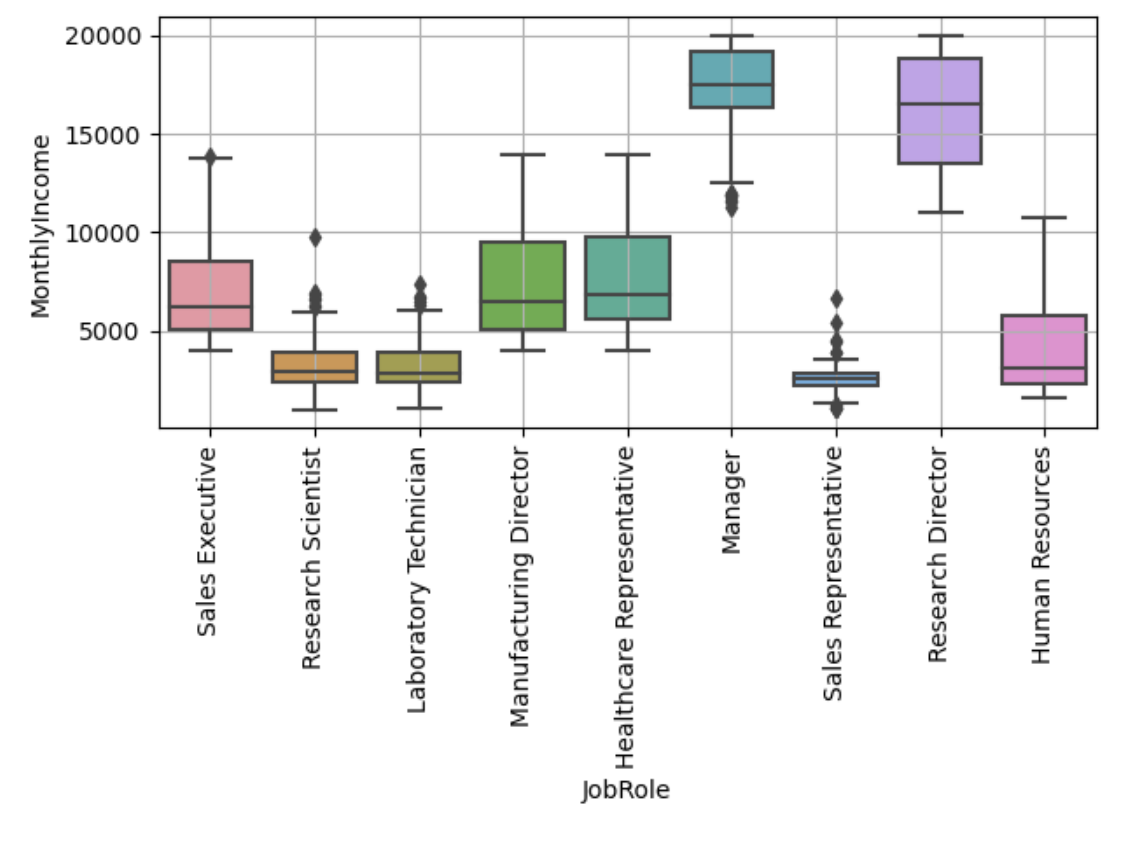 20000
15000
10000
5000
MonthlyIncome
Sales Executive
Research Scientist
Laboratory Technician
Manufacturing Director
Healthcare Representative
Manager
Sales Representative
Research Director
Human Resources
JobRole